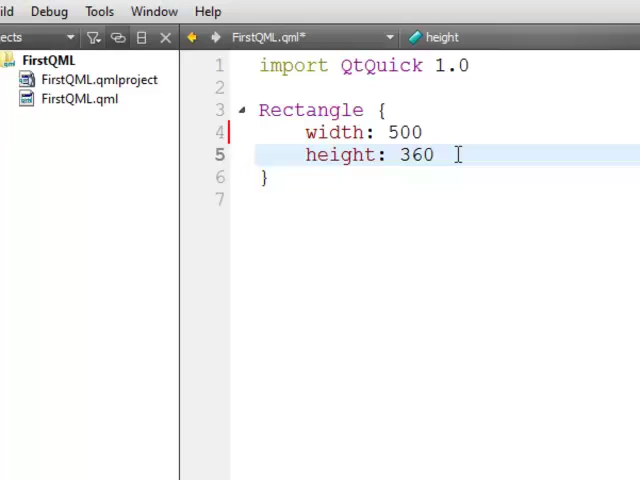 ild Debug Tools Window Help
ects FirstQML.qml* height
FirstQML
FirstQML.qmlproject
FirstQML.qml
1 import QtQuick 1.0
2
3 Rectangle {
4 width: 500
5 height: 360
6 }
7